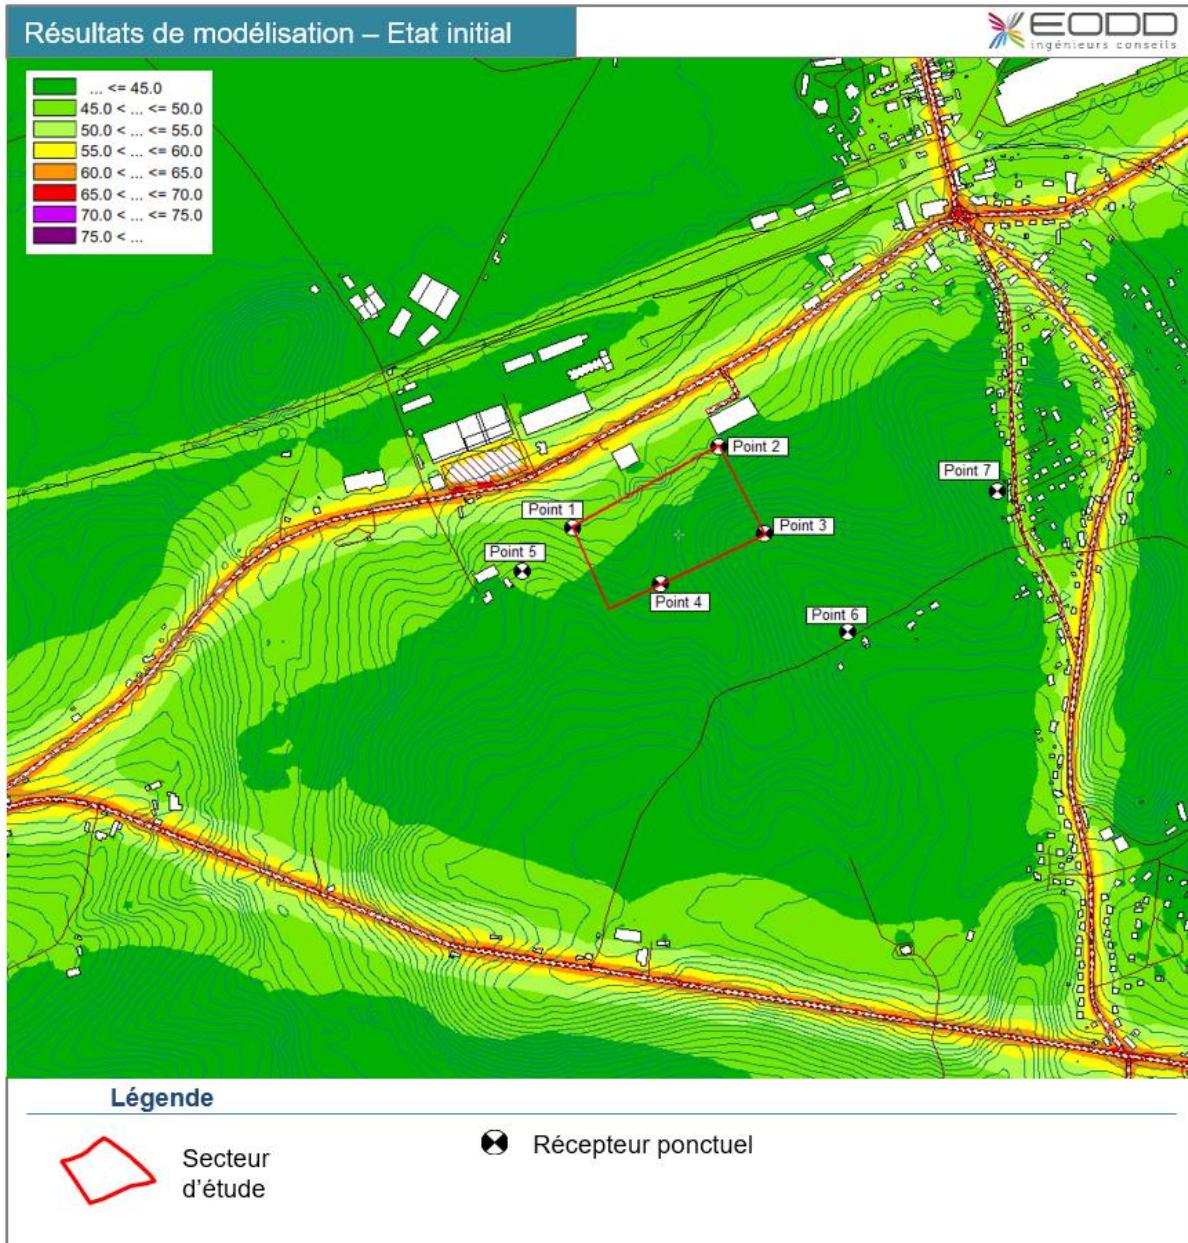 Résultats de modélisation – Etat initial
EODD
ingénieurs conseils
... <= 45.0
45.0 < ... <= 50.0
50.0 < ... <= 55.0
55.0 < ... <= 60.0
60.0 < ... <= 65.0
65.0 < ... <= 70.0
70.0 < ... <= 75.0
75.0 < ...
Point 2
Point 7
Point 1
Point 3
Point 5
Point 4
Point 6
Légende
Secteur
d'étude
Récepteur ponctuel